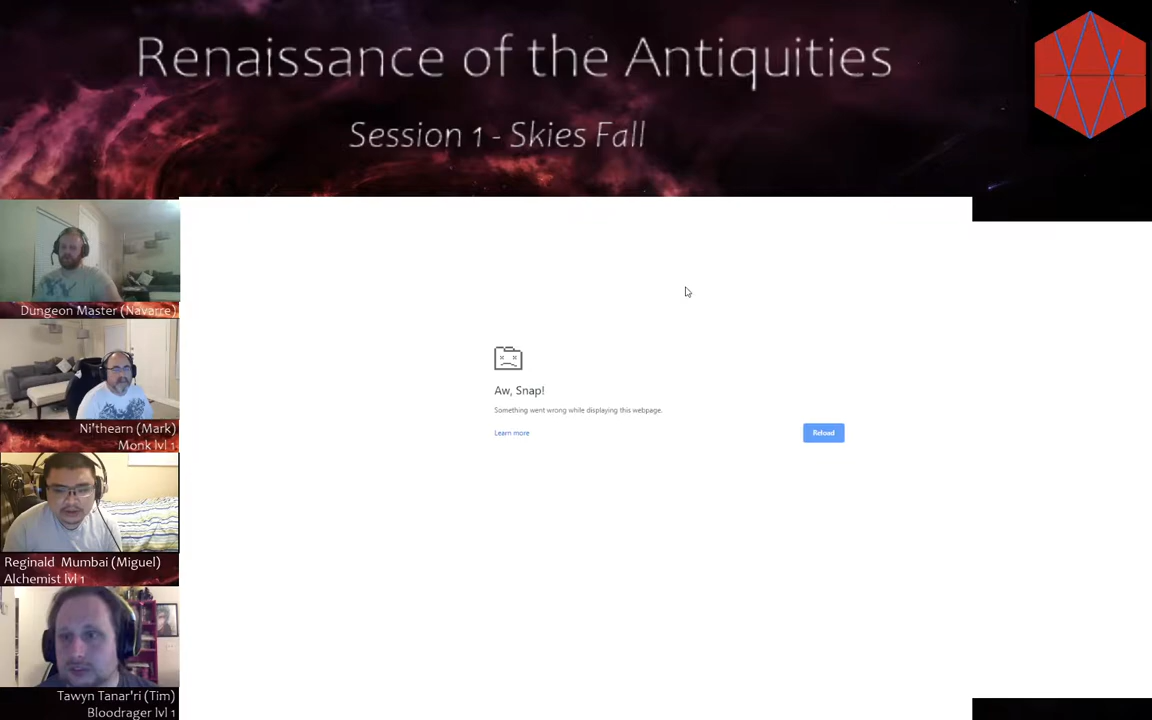 Renaissance of the Antiquities
Session 1 - Skies Fall
Dungeon Master (Navarre)
Ni'thearn (Mark)
Monk lvl 1
Reginald Mumbai (Miguel)
Alchemist lvl 1
Tawyn Tanar'ri (Tim)
Bloodrager lvl 1
Aw, Snap!
Something went wrong while displaying this webpage.
Learn more
Reload